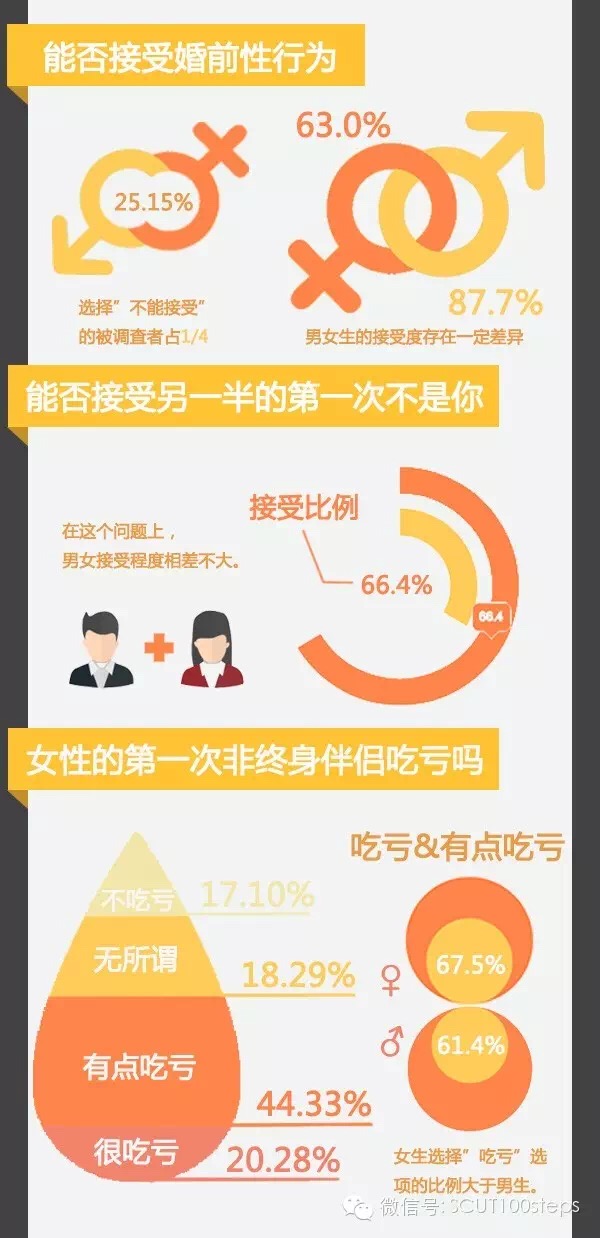 能否接受婚前性行为
63.0%
25.15%
87.7%
选择”不能接受”
的被调查者占1/4
男女生的接受度存在一定差异
能否接受另一半的第一次不是你
接受比例
在这个问题上，
男女接受程度相差不大。
66.4%
66.4
女性的第一次非终身伴侣吃亏吗
吃亏&有点吃亏
不吃亏 17.10%
无所谓 18.29%
67.5%
♀
♂
61.4%
有点吃亏
44.33%
很吃亏 20.28%
女生选择”吃亏”选
项的比例大于男生。
微信号: SCUT100steps